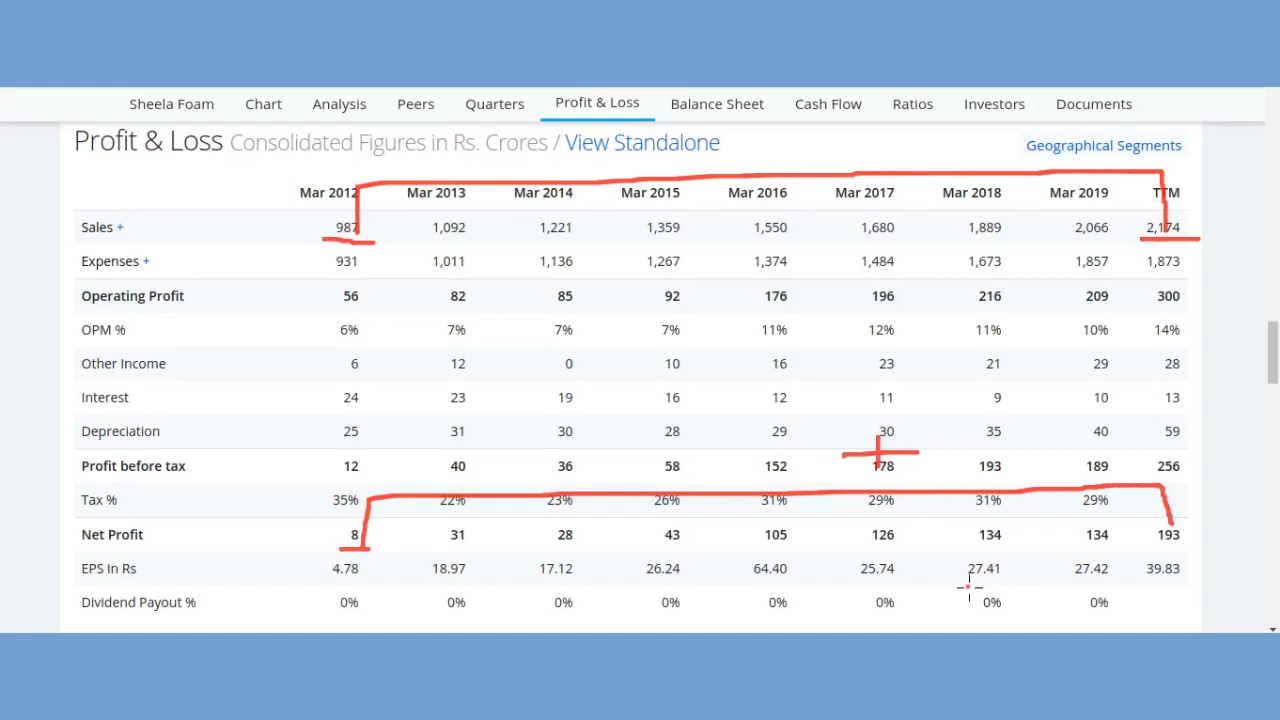 Sheela Foam Chart Analysis Peers Quarters Profit & Loss Balance Sheet Cash Flow Ratios Investors Documents
Profit & Loss Consolidated Figures in Rs. Crores / View Standalone Geographical Segments
Mar 2012 Mar 2013 Mar 2014 Mar 2015 Mar 2016 Mar 2017 Mar 2018 Mar 2019 TTM
Sales + 987 1,092 1,221 1,359 1,550 1,680 1,889 2,066 2,174
Expenses + 931 1,011 1,136 1,267 1,374 1,484 1,673 1,857 1,873
Operating Profit 56 82 85 92 176 196 216 209 300
OPM % 6% 7% 7% 7% 11% 12% 11% 10% 14%
Other Income 6 12 0 10 16 23 21 29 28
Interest 24 23 19 16 12 11 9 10 13
Depreciation 25 31 30 28 29 30 35 40 59
Profit before tax 12 40 36 58 152 178 193 189 256
Tax % 35% 22% 23% 26% 31% 29% 31% 29%
Net Profit 8 31 28 43 105 126 134 134 193
EPS in Rs 4.78 18.97 17.12 26.24 64.40 25.74 27.41 27.42 39.83
Dividend Payout % 0% 0% 0% 0% 0% 0% 0% 0%